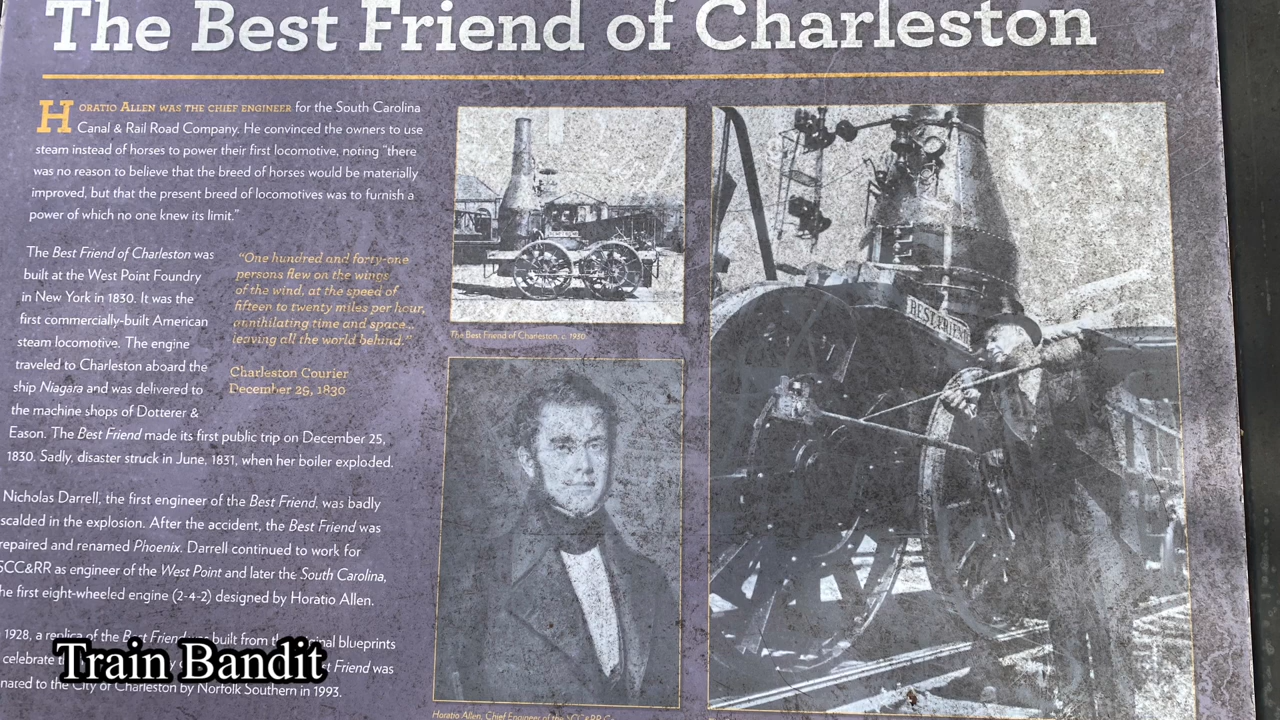 The Best Friend of Charleston
HORATIO ALLEN WAS THE CHIEF ENGINEER for the South Carolina
Canal & Rail Road Company. He convinced the owners to use
steam instead of horses to power their first locomotive, noting "there
was no reason to believe that the breed of horses would be materially
improved, but that the present breed of locomotives was to furnish a
power of which no one knew its limit."
The Best Friend of Charleston was
built at the West Point Foundry
in New York in 1830. It was the
first commercially-built American
steam locomotive. The engine
traveled to Charleston aboard the
ship Niagara and was delivered to
the machine shops of Dotterer &
Eason. The Best Friend made its first public trip on December 25,
1830. Sadly, disaster struck in June, 1831, when her boiler exploded.
"One hundred and forty-one
persons flew on the wings
of the wind, at the speed of
fifteen to twenty miles per hour,
annihilating time and space...
leaving all the world behind."
Charleston Courier
December 29, 1830
Nicholas Darrell, the first engineer of the Best Friend, was badly
scalded in the explosion. After the accident, the Best Friend was
repaired and renamed Phoenix. Darrell continued to work for
SCC&RR as engineer of the West Point and later the South Carolina,
he first eight-wheeled engine (2-4-2) designed by Horatio Allen.
1928, a replica of the Best Friend was built from inal blueprints
celebrate t Friend was
nated to the City of Charleston by Norfolk Southern in 1993.
The Best Friend of Charleston, c. 1930.
BEST FRIEND
Horatio Allen, Chief Engineer of the SCC&RR
Train Bandit